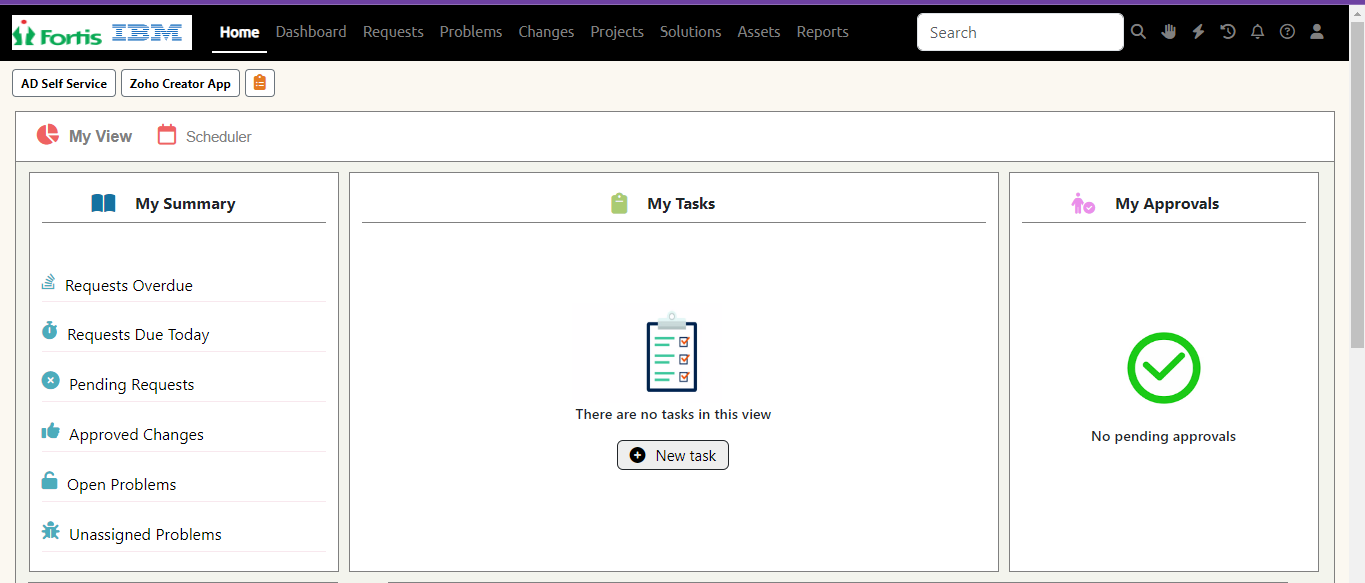 Fortis IBM Home Dashboard Requests Problems Changes Projects Solutions Assets Reports Search
AD Self Service Zoho Creator App
My View Scheduler
My Summary
Requests Overdue
Requests Due Today
Pending Requests
Approved Changes
Open Problems
Unassigned Problems
My Tasks
There are no tasks in this view
New task
My Approvals
No pending approvals